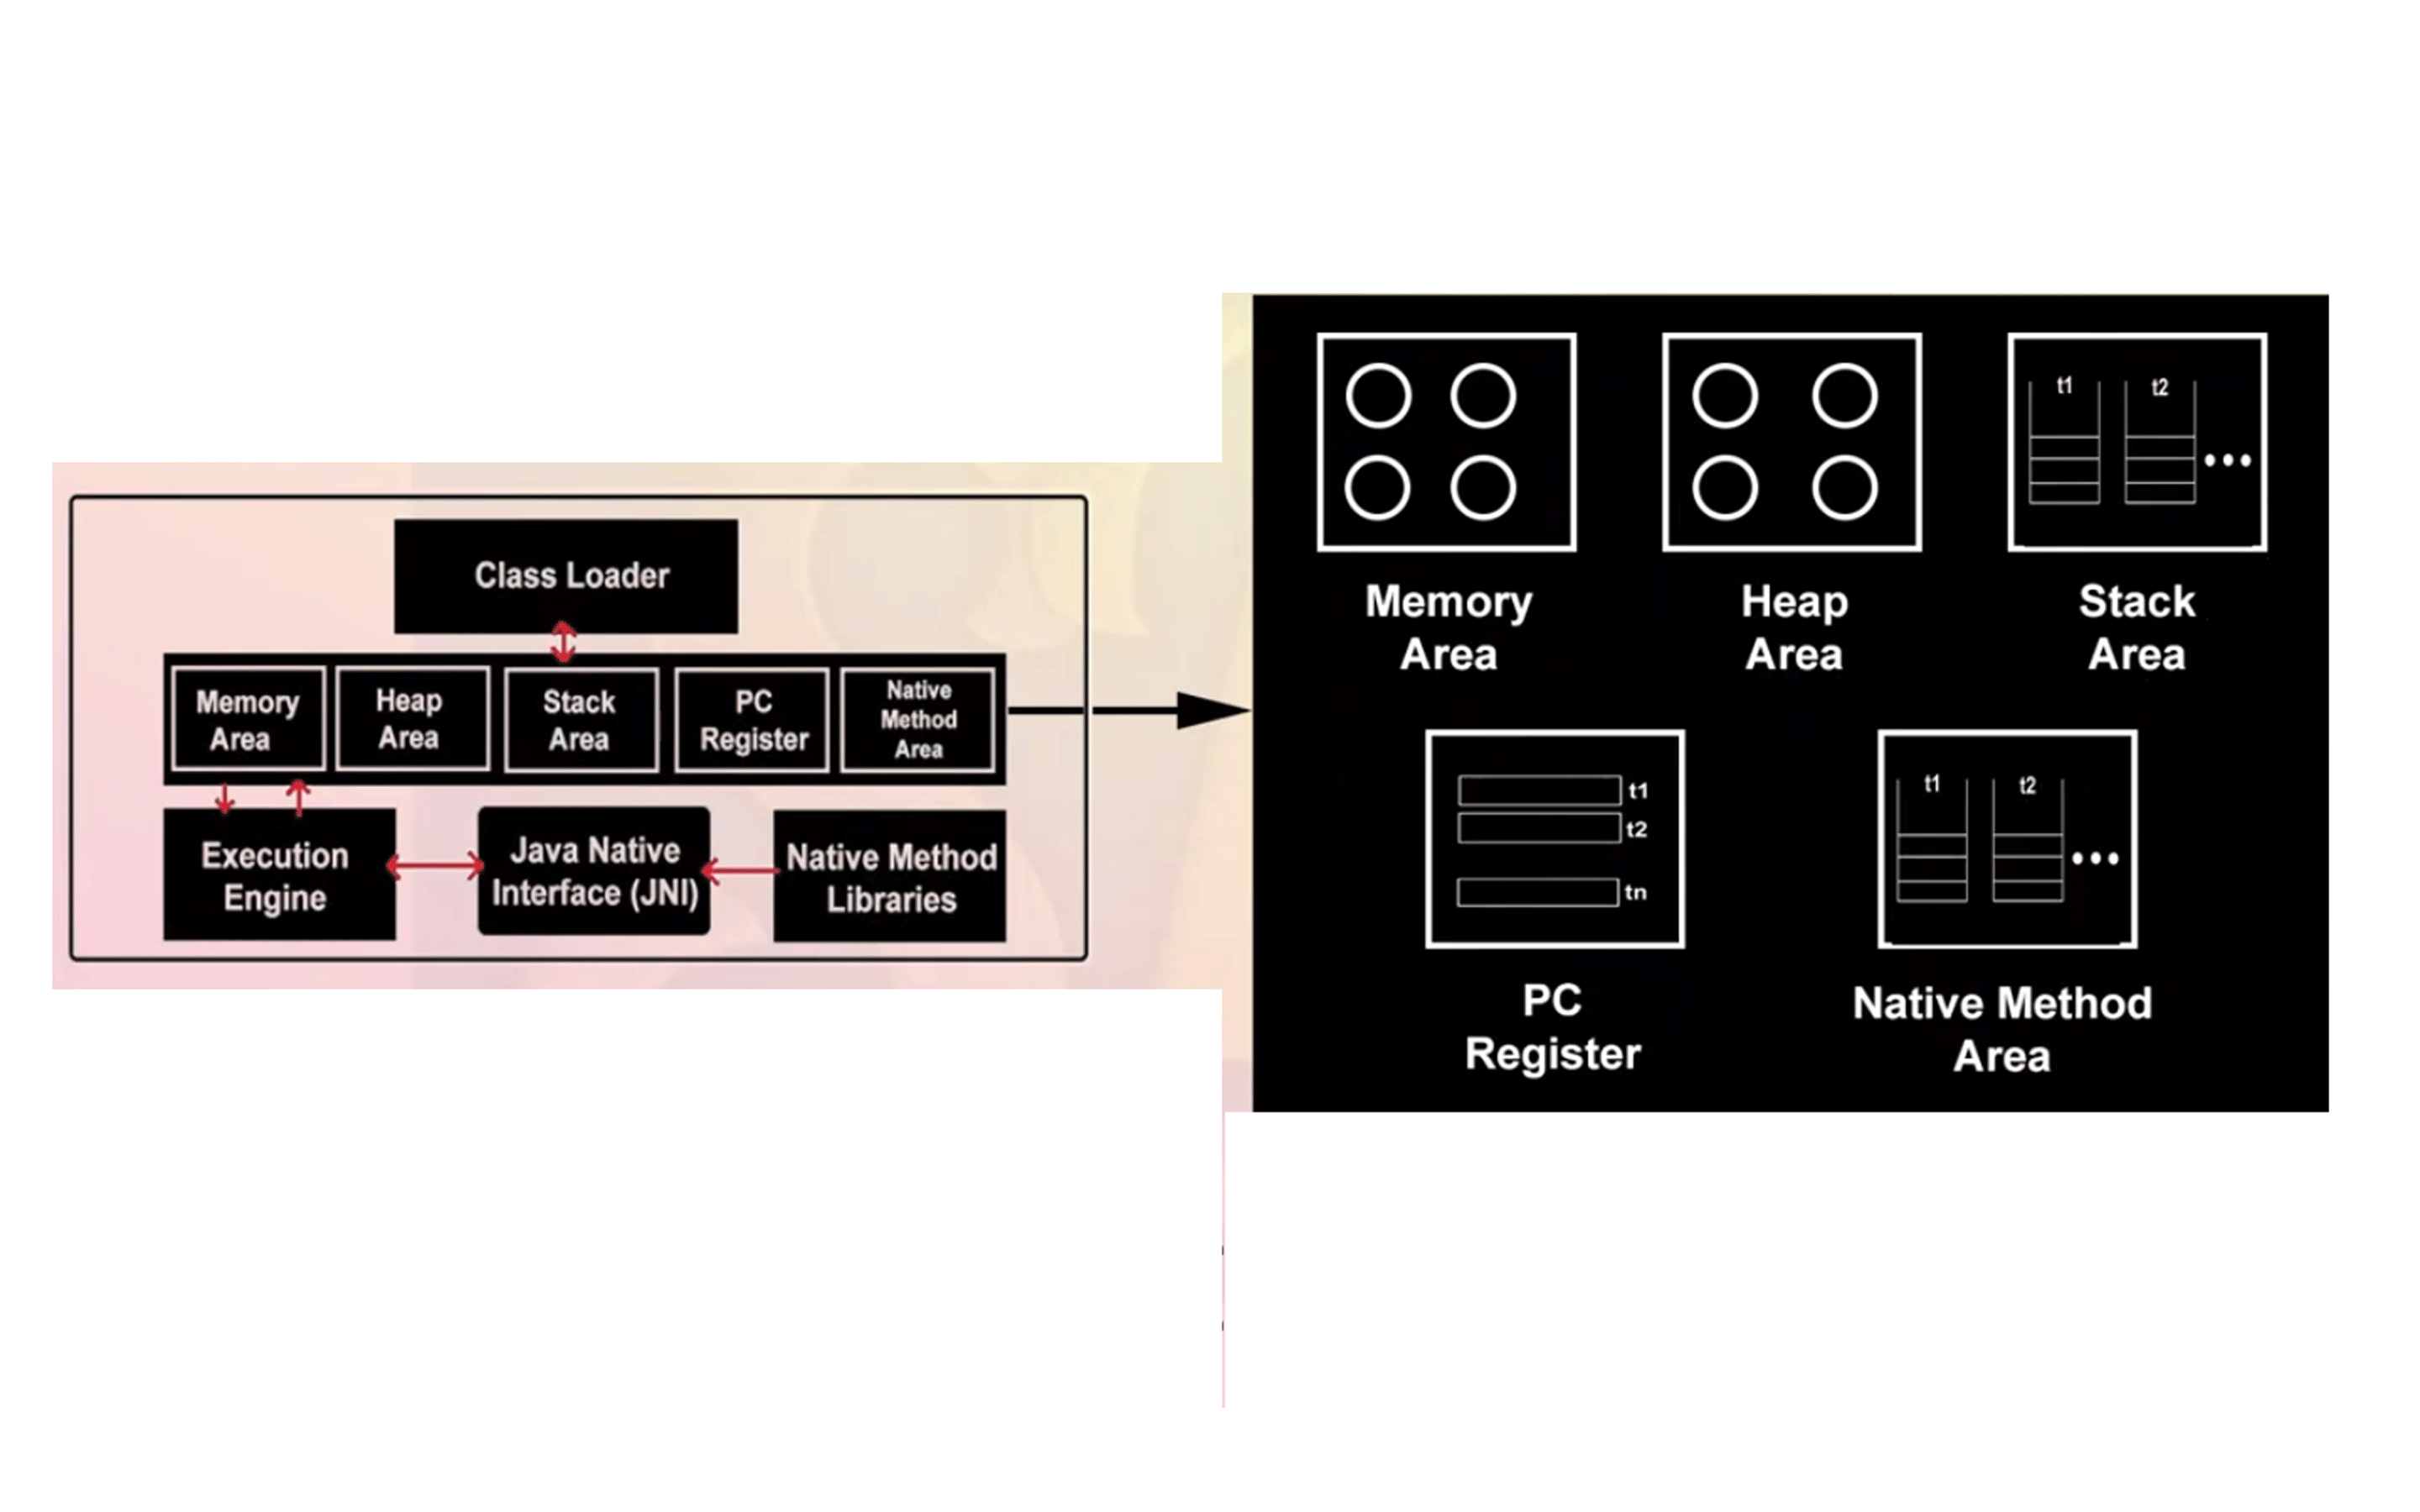 Class Loader
Memory
Area
Heap
Area
Stack
Area
PC
Register
Native
Method
Area
Execution
Engine
Java Native
Interface (JNI)
Native Method
Libraries
t1
t2
Memory
Area
Heap
Area
Stack
Area
t1
t2
tn
t1
t2
PC
Register
Native Method
Area